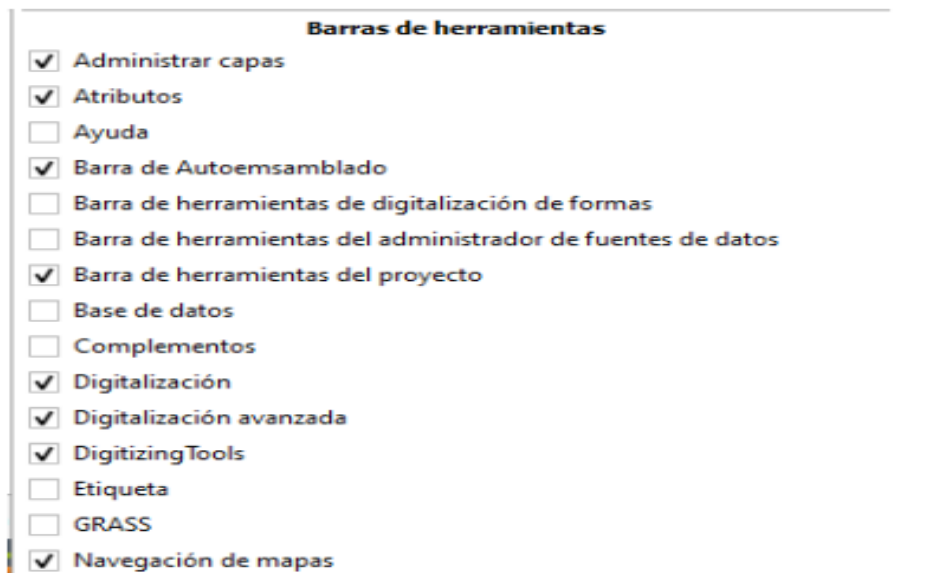 Barras de herramientas
Administrar capas
Atributos
Ayuda
Barra de Autoemsamblado
Barra de herramientas de digitalización de formas
Barra de herramientas del administrador de fuentes de datos
Barra de herramientas del proyecto
Base de datos
Complementos
Digitalización
Digitalización avanzada
DigitizingTools
Etiqueta
GRASS
Navegación de mapas